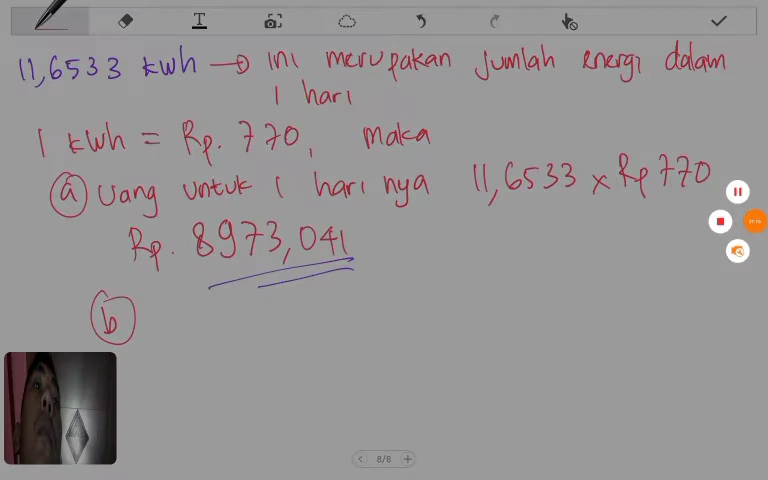 T
11,6533 kwh → ini merupakan jumlah energi dalam
1 hari
1 kwh = Rp. 770, maka
(a) Uang untuk 1 hari nya 11,6533 x Rp 770
Rp. 8973,041
(b)
8/8